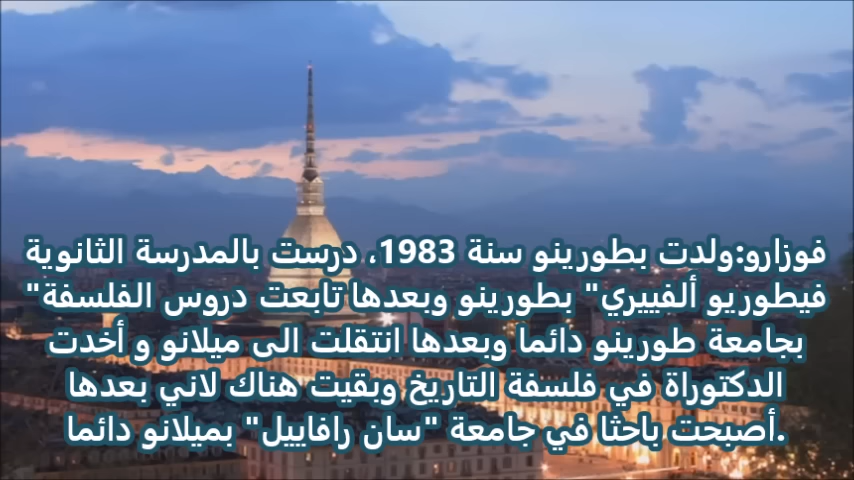 فوزارو:ولدت بطورينو سنة 1983، درست بالمدرسة الثانوية
فيطوريو ألفييري" بطورينو وبعدها تابعت دروس الفلسفة"
بجامعة طورينو دائما وبعدها انتقلت الى ميلانو و أخدت
الدكتوراة في فلسفة التاريخ وبقيت هناك لاني بعدها
.أصبحت باحثا في جامعة "سان رافاييل" بميلانو دائما